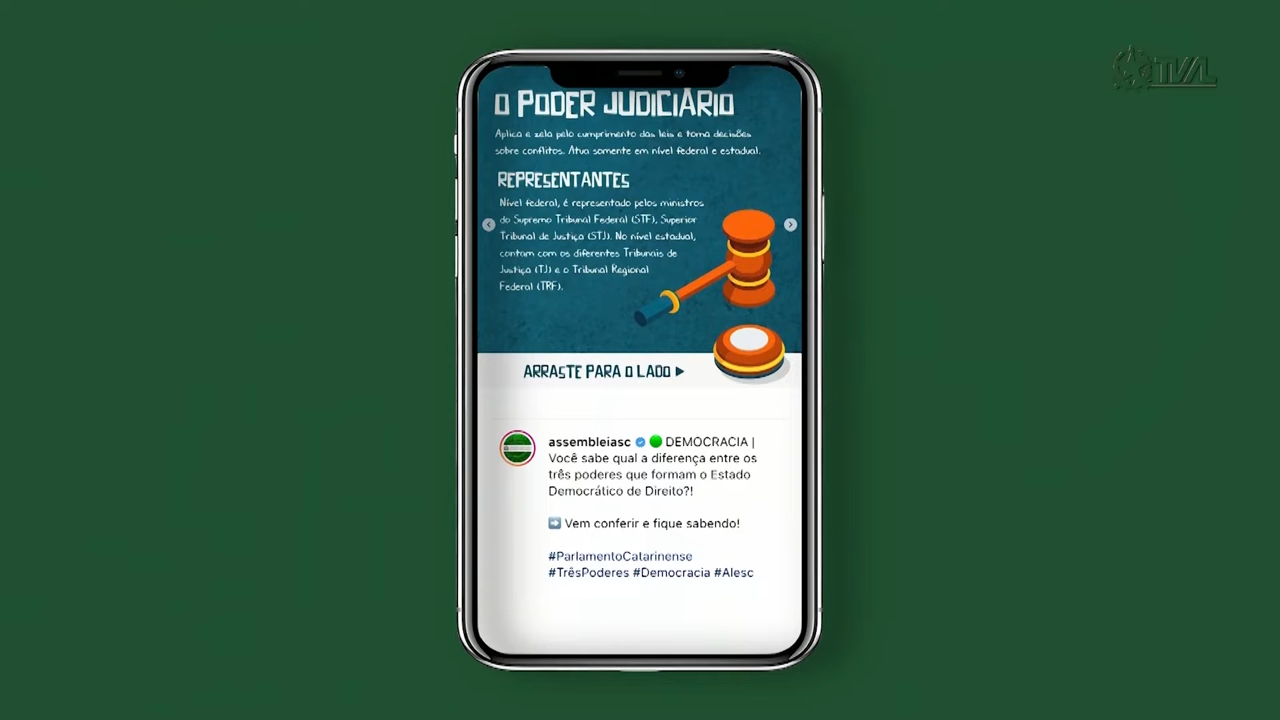 TVAL
O PODER JUDICIÁRIO
Aplica e zela pelo cumprimento das leis e toma decisões
sobre conflitos. Atua somente em nível federal e estadual.
REPRESENTANTES
Nível federal, é representado pelos ministros
do Supremo Tribunal Federal (STF), Superior
Tribunal de Justiça (STJ). No nível estadual,
contam com os diferentes Tribunais de
Justiça (TJ) e o Tribunal Regional
Federal (TRF).
ARRASTE PARA O LADO
assembleiasc DEMOCRACIA |
Você sabe qual a diferença entre os
três poderes que formam o Estado
Democrático de Direito?!
Vem conferir e fique sabendo!
#ParlamentoCatarinense
#TrêsPoderes #Democracia #Alesc